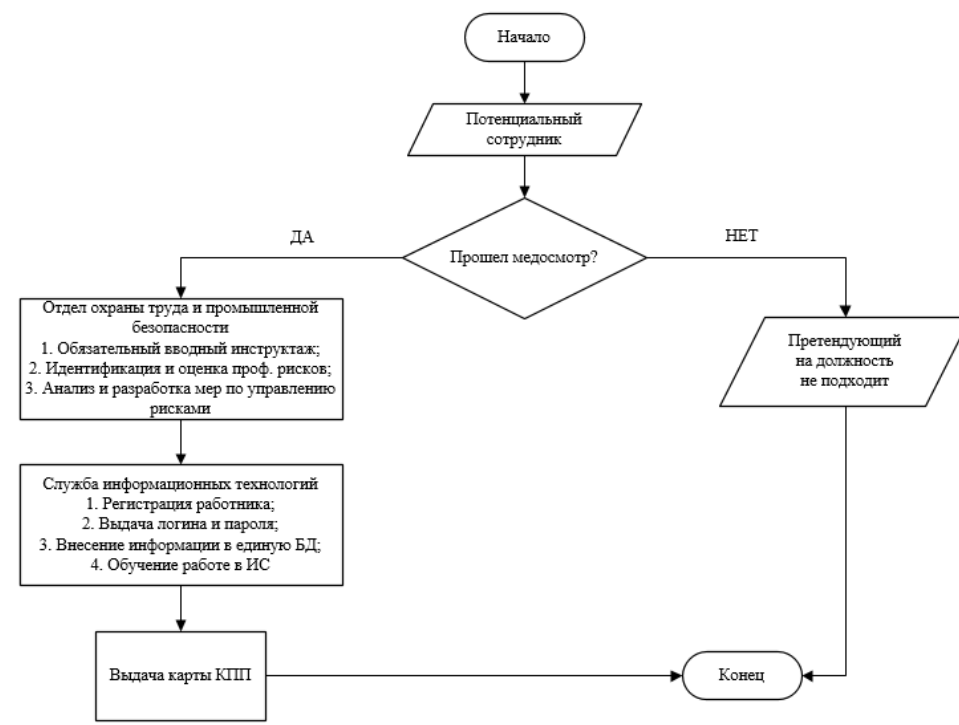 Начало
Потенциальный
сотрудник
Прошел медосмотр?
ДА
НЕТ
Отдел охраны труда и промышленной
безопасности
1. Обязательный вводный инструктаж;
2. Идентификация и оценка проф. рисков;
3. Анализ и разработка мер по управлению
рисками
Претендующий
на должность
не подходит
Служба информационных технологий
1. Регистрация работника;
2. Выдача логина и пароля;
3. Внесение информации в единую БД;
4. Обучение работе в ИС
Выдача карты КПП
Конец